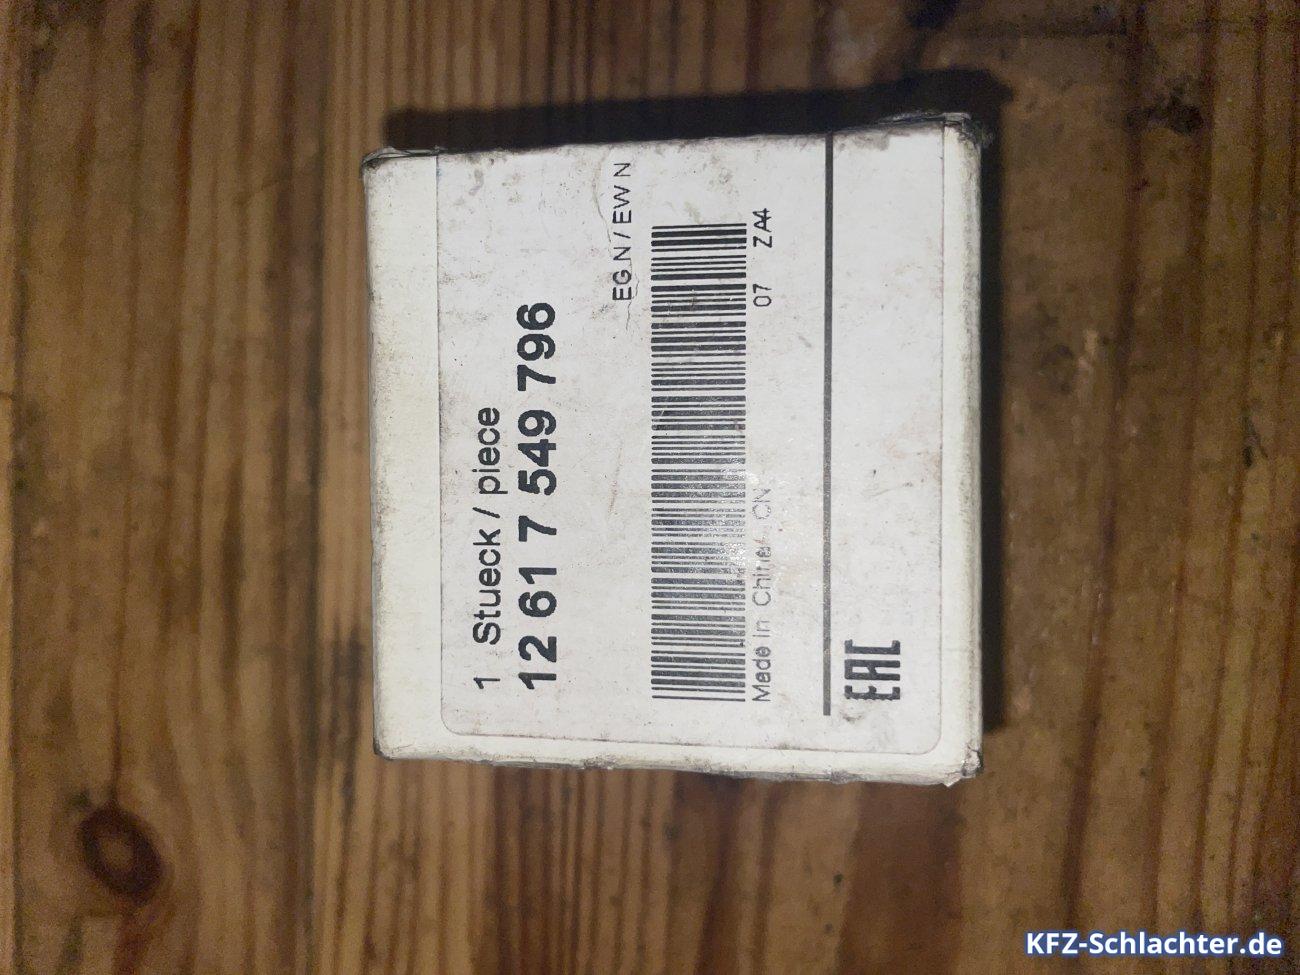 1 Stueck / piece
12 61 7 549 796
EG.N / EW N
07 ZA4
Made in China/ CN
EAC
KFZ-Schlachter.de